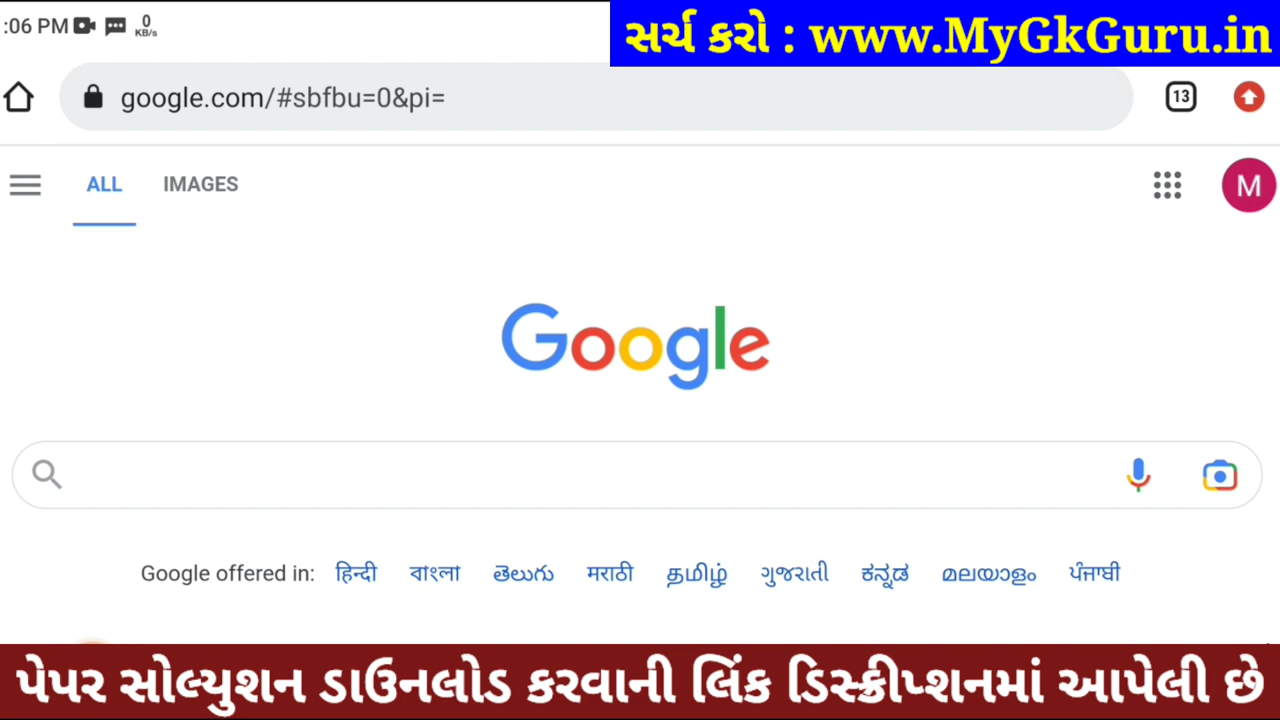 :06 PM 0 KB/s
સર્ચ કરો : www.MyGkGuru.in
google.com/#sbfbu=0&pi=
13
ALL IMAGES
M
Google
Google offered in: हिन्दी বাংলা తెలుగు मराठी தமிழ் ગુજરાતી ಕನ್ನಡ മലയാളം ਪੰਜਾਬੀ
પેપર સોલ્યુશન ડાઉનલોડ કરવાની લિંક ડિસ્ક્રીપ્શનમાં આપેલી છે